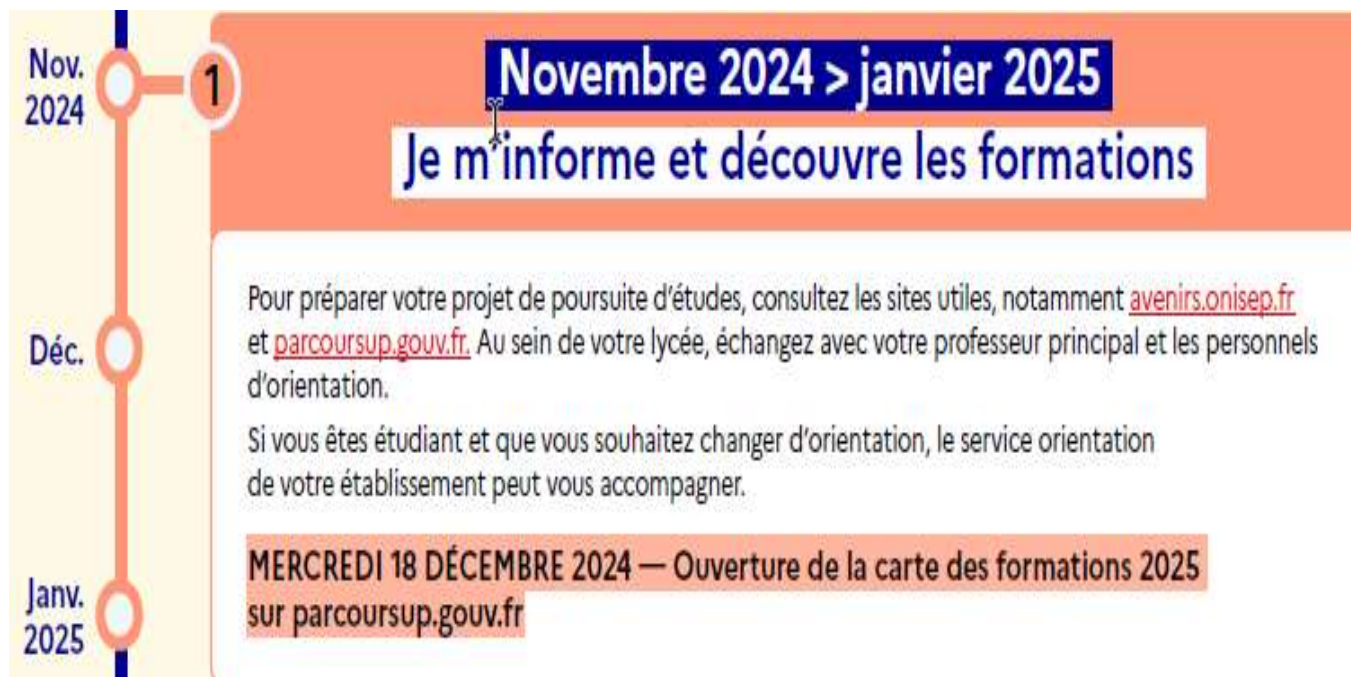 Nov.
2024
1
Novembre 2024 > janvier 2025
Je m'informe et découvre les formations
Pour préparer votre projet de poursuite d'études, consultez les sites utiles, notamment avenirs.onisep.fr
et parcoursup.gouv.fr. Au sein de votre lycée, échangez avec votre professeur principal et les personnels
d'orientation.
Déc.
Si vous êtes étudiant et que vous souhaitez changer d'orientation, le service orientation
de votre établissement peut vous accompagner.
MERCREDI 18 DÉCEMBRE 2024 — Ouverture de la carte des formations 2025
sur parcoursup.gouv.fr
Janv.
2025